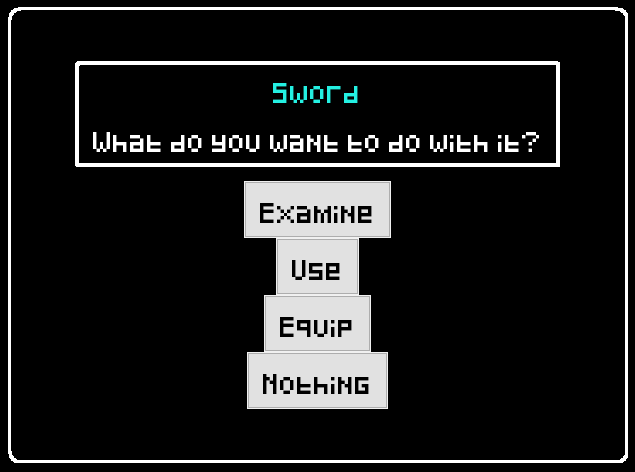 Sword
What do you want to do with it?
Examine
Use
Equip
Nothing